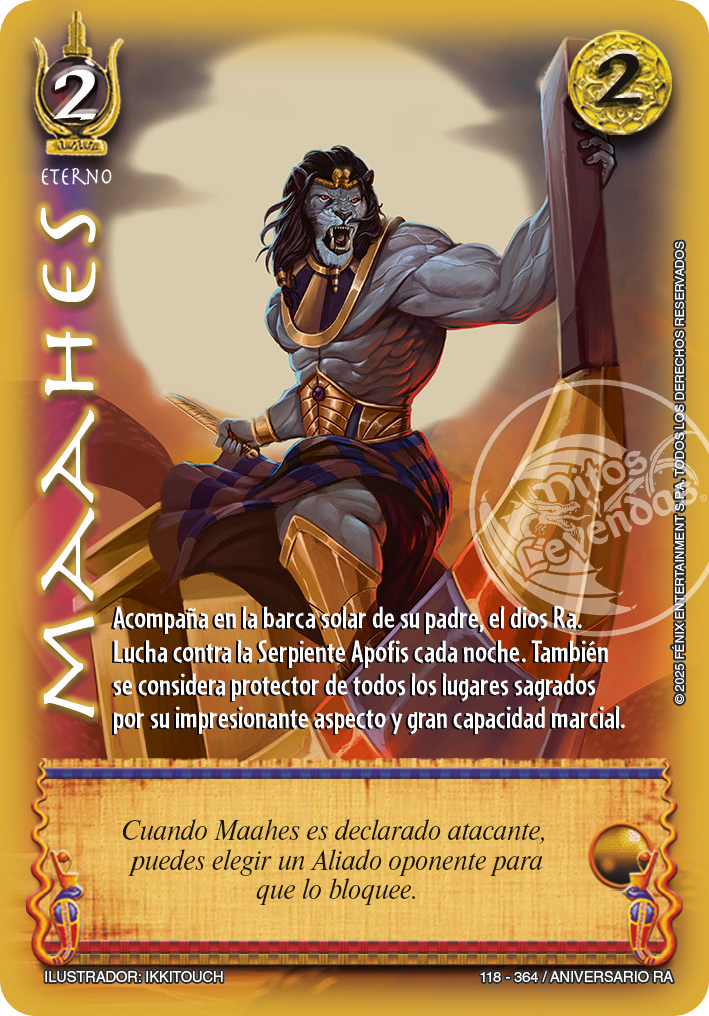 2
2
ETERNO
MAAHES
© 2025 FÉNIX ENTERTAINMENT S.P.A. TODOS LOS DERECHOS RESERVADOS
Mitos
y
Leyendas
Acompaña en la barca solar de su padre, el dios Ra.
Lucha contra la Serpiente Apofis cada noche. También
se considera protector de todos los lugares sagrados
por su impresionante aspecto y gran capacidad marcial.
Cuando Maahes es declarado atacante,
puedes elegir un Aliado oponente para
que lo bloquee.
ILUSTRADOR: IKKITOUCH
118 - 364 / ANIVERSARIO RA